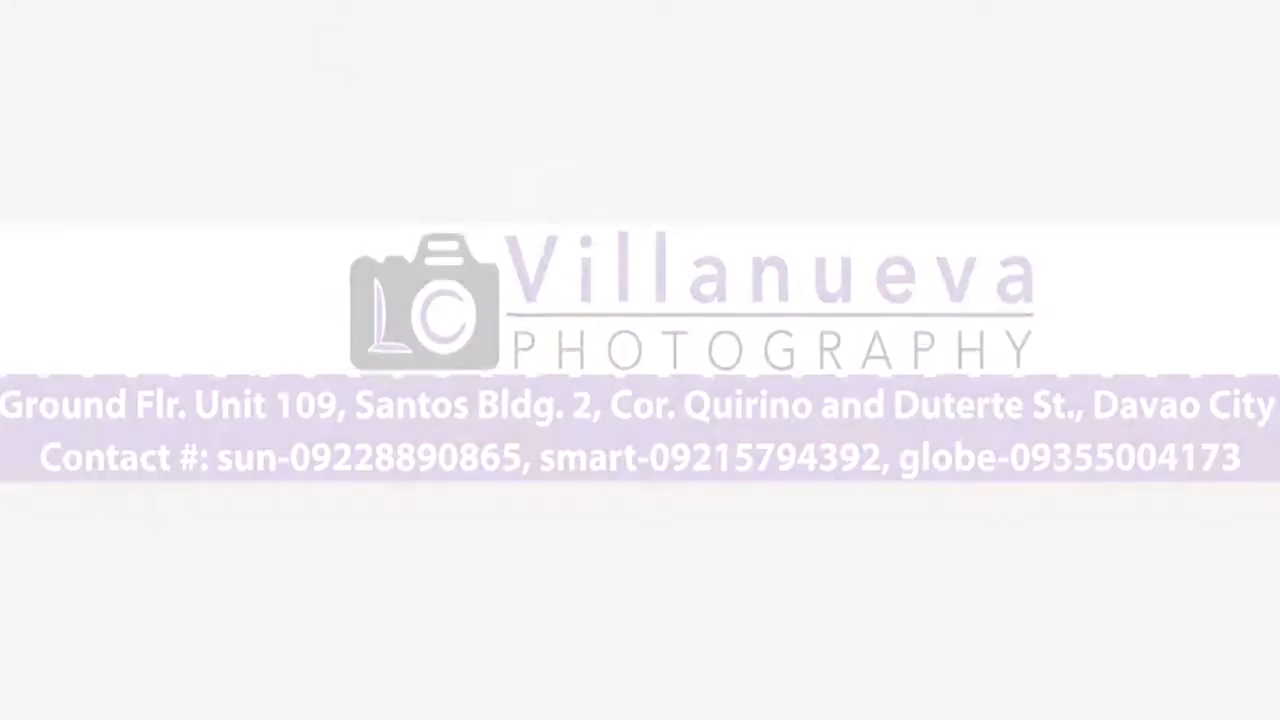 Villanueva
PHOTOGRAPHY
Ground Flr. Unit 109, Santos Bldg. 2, Cor. Quirino and Duterte St., Davao City
Contact #: sun-09228890865, smart-09215794392, globe-09355004173